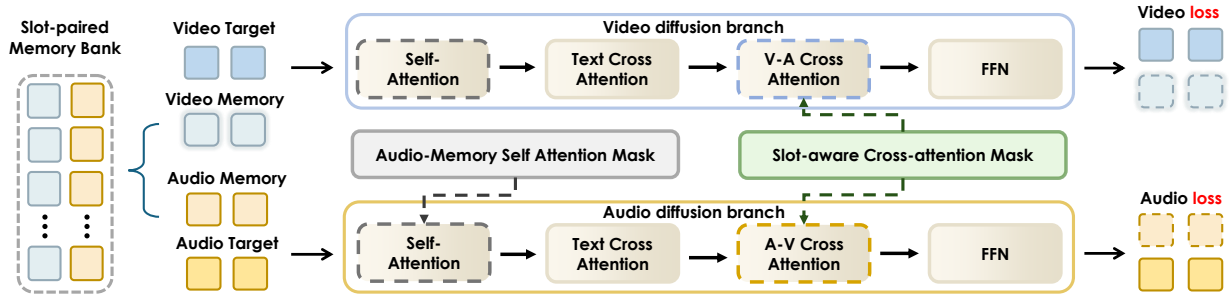 Slot-paired
Memory Bank
Video Target
Video Memory
Audio Memory
Audio Target
Video diffusion branch
Self-
Attention
Text Cross
Attention
V-A Cross
Attention
FFN
Audio-Memory Self Attention Mask
Slot-aware Cross-attention Mask
Audio diffusion branch
Self-
Attention
Text Cross
Attention
A-V Cross
Attention
FFN
Video loss
Audio loss